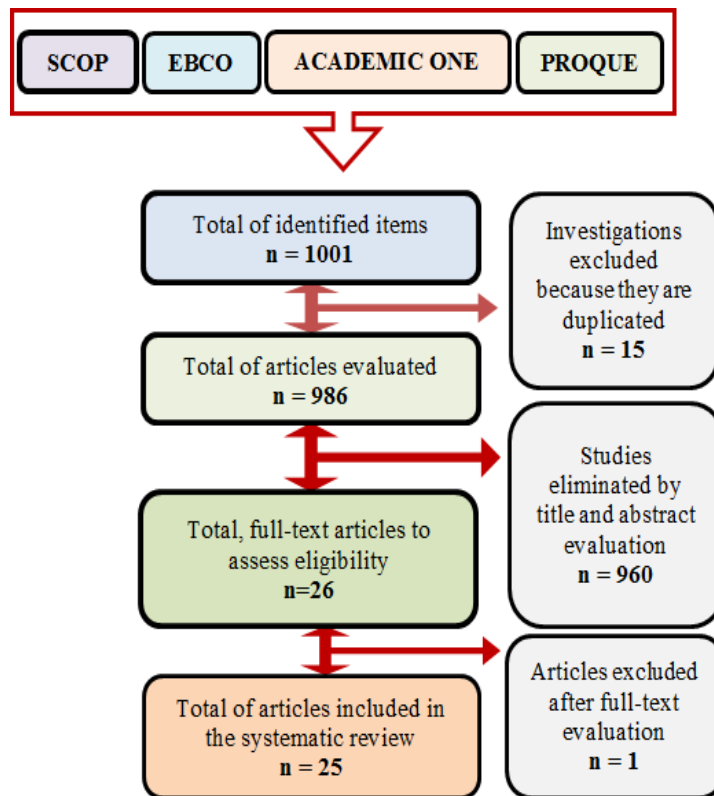 SCOP
EBCO
ACADEMIC ONE
PROQUE
Total of identified items
n = 1001
Investigations
excluded
because they are
duplicated
n = 15
Total of articles evaluated
n = 986
Studies
eliminated by
title and abstract
evaluation
n = 960
Total, full-text articles to
assess eligibility
n=26
Articles excluded
after full-text
evaluation
n = 1
Total of articles included in
the systematic review
n = 25